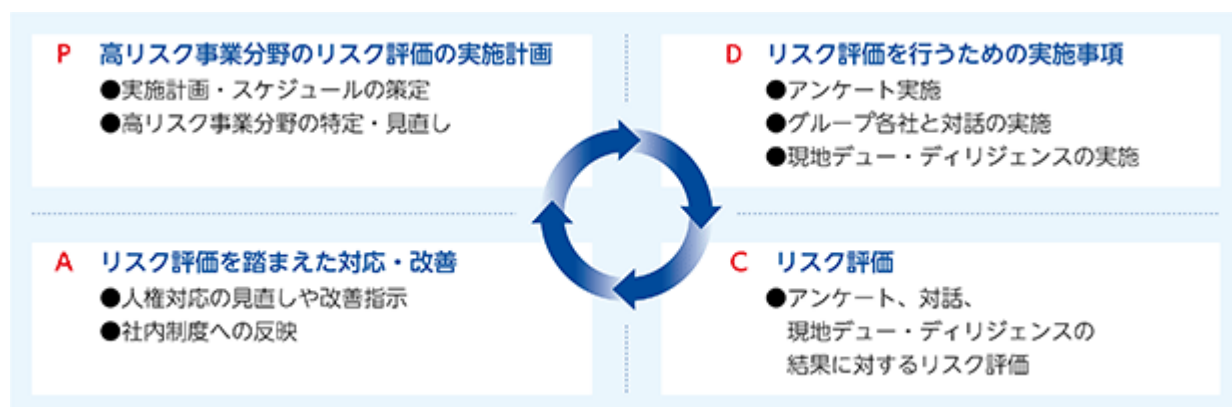 P 高リスク事業分野のリスク評価の実施計画
●実施計画・スケジュールの策定
●高リスク事業分野の特定・見直し
D リスク評価を行うための実施事項
●アンケート実施
●グループ各社と対話の実施
●現地デュー・ディリジェンスの実施
A リスク評価を踏まえた対応・改善
●人権対応の見直しや改善指示
●社内制度への反映
C リスク評価
●アンケート、対話、
現地デュー・ディリジェンスの
結果に対するリスク評価